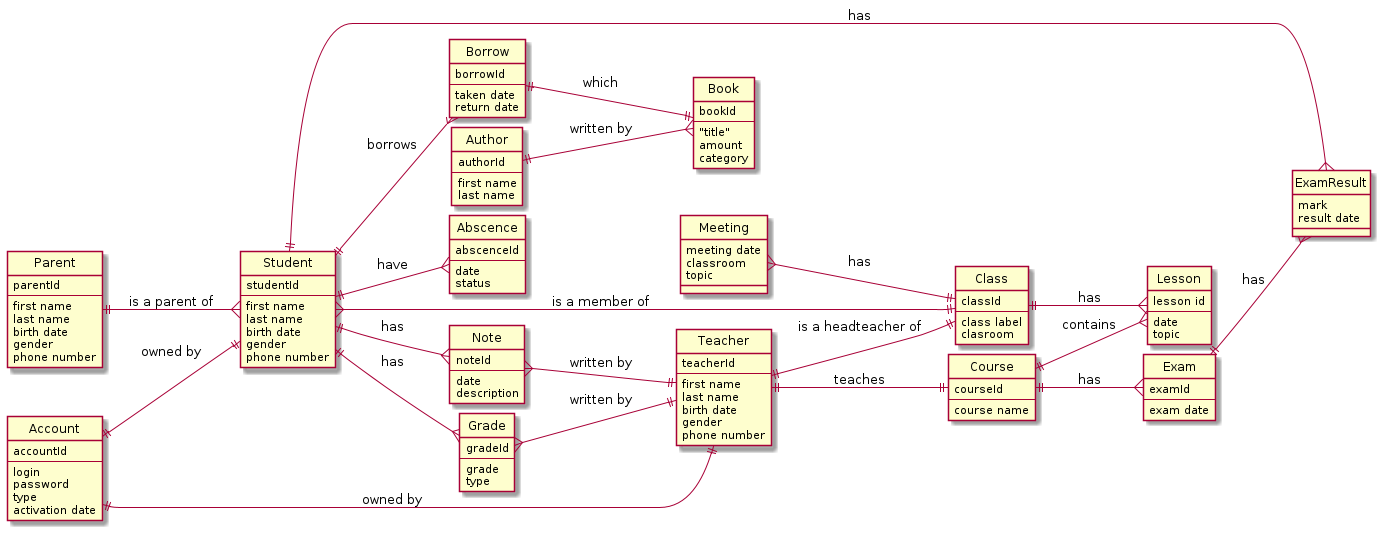 has
Borrow
borrowId
taken date
return date
which
Book
bookId
"title"
amount
category
written by
Author
authorId
first name
last name
borrows
ExamResult
mark
result date
Abscence
abscenceId
date
status
have
Meeting
meeting date
classroom
topic
has
Parent
parentId
first name
last name
birth date
gender
phone number
is a parent of
Student
studentId
first name
last name
birth date
gender
phone number
is a member of
Class
classId
class label
clasroom
has
Lesson
lesson id
date
topic
has
contains
owned by
has
has
Note
noteId
date
description
written by
is a headteacher of
Teacher
teacherId
first name
last name
birth date
gender
phone number
teaches
Course
courseId
course name
has
Exam
examId
exam date
Account
accountId
login
password
type
activation date
Grade
gradeId
grade
type
written by
owned by